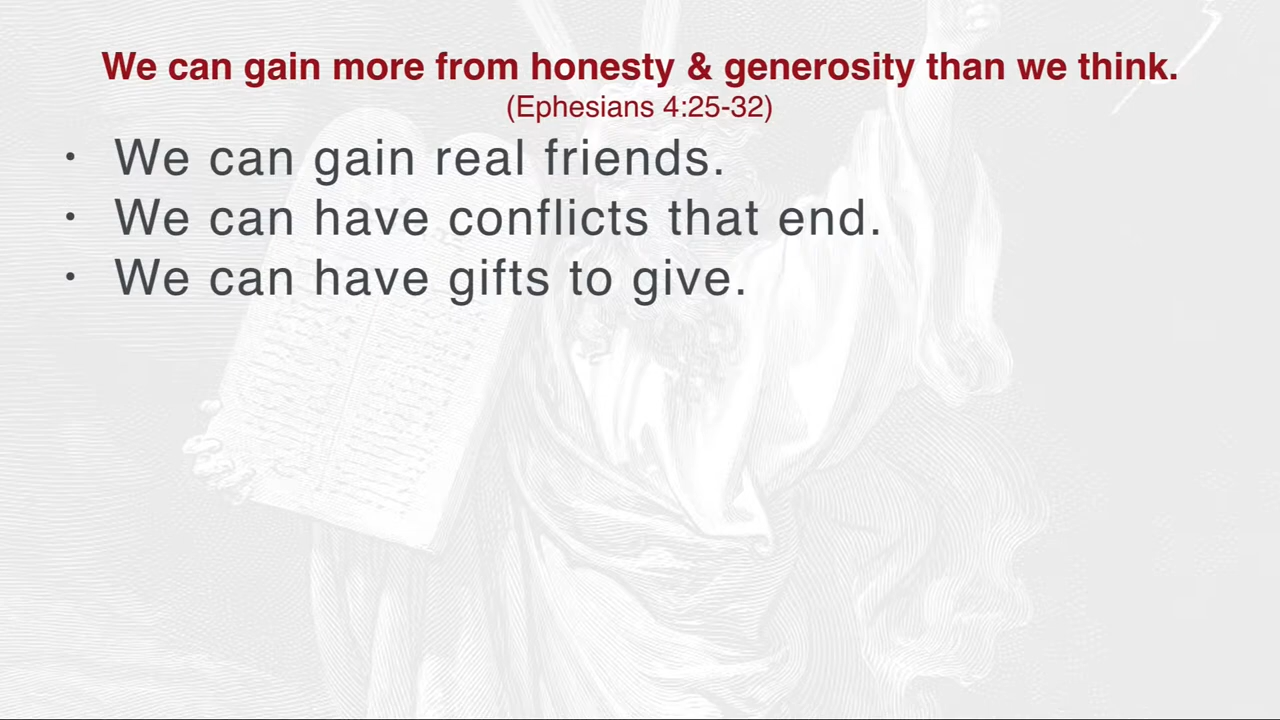 We can gain more from honesty & generosity than we think.
(Ephesians 4:25-32)
• We can gain real friends.
• We can have conflicts that end.
• We can have gifts to give.